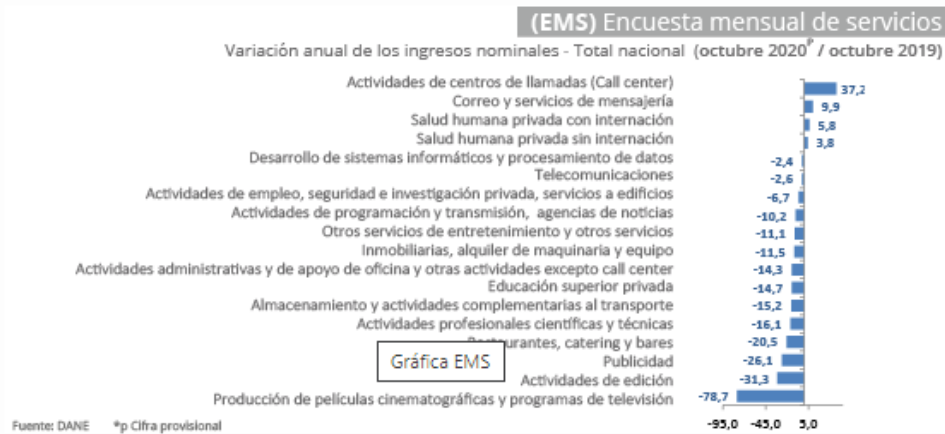 (EMS) Encuesta mensual de servicios
Variación anual de los ingresos nominales - Total nacional (octubre 2020ᵖ / octubre 2019)
Actividades de centros de llamadas (Call center) 37,2
Correo y servicios de mensajería 9,9
Salud humana privada con internación 5,8
Salud humana privada sin internación 3,8
Desarrollo de sistemas informáticos y procesamiento de datos -2,4
Telecomunicaciones -2,6
Actividades de empleo, seguridad e investigación privada, servicios a edificios -6,7
Actividades de programación y transmisión, agencias de noticias -10,2
Otros servicios de entretenimiento y otros servicios -11,1
Inmobiliarias, alquiler de maquinaria y equipo -11,5
Actividades administrativas y de apoyo de oficina y otras actividades excepto call center -14,3
Educación superior privada -14,7
Almacenamiento y actividades complementarias al transporte -15,2
Actividades profesionales científicas y técnicas -16,1
urantes, catering y bares -20,5
Gráfica EMS
Publicidad -26,1
Actividades de edición -31,3
Producción de películas cinematográficas y programas de televisión -78,7
-95,0 -45,0 5,0
Fuente: DANE *p Cifra provisional